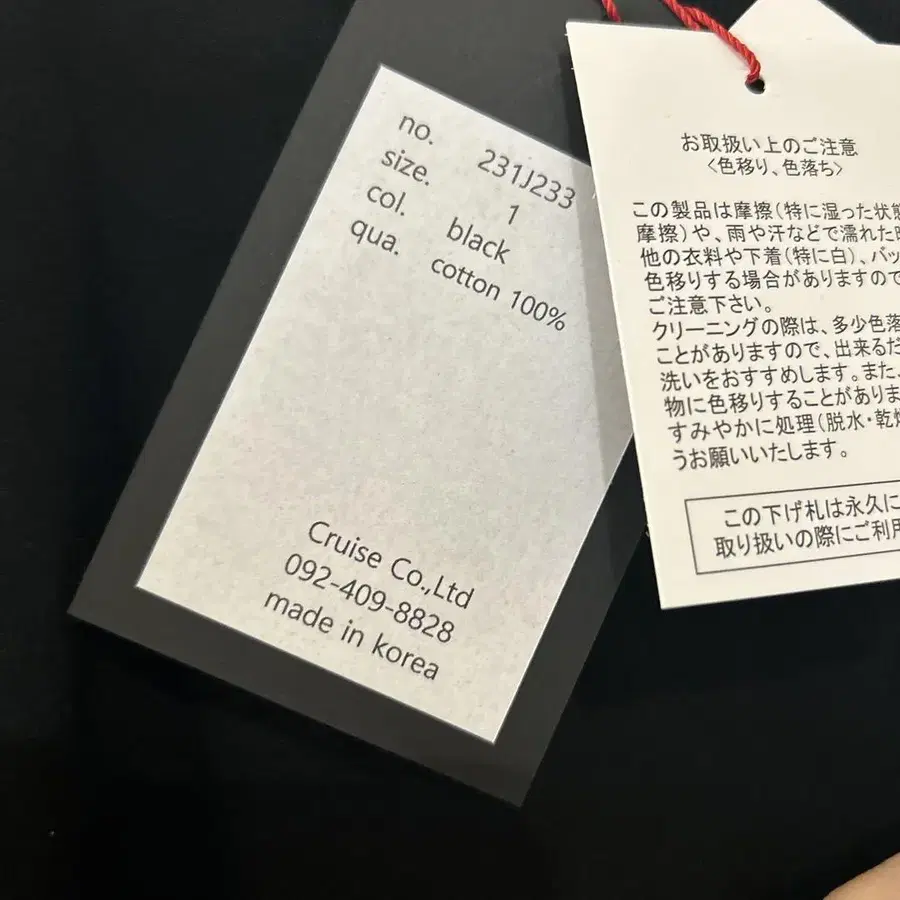 no. 231J233
size. 1
col. black
qua. cotton 100%
Cruise Co.,Ltd
092-409-8828
made in korea
お取扱い上のご注意
〈色移り、色落ち〉
この製品は摩擦(特に湿った状態
摩擦)や、雨や汗などで濡れた
他の衣料や下着(特に白)、バッ
色移りする場合がありますので
ご注意下さい。
クリーニングの際は、多少色落
ことがありますので、出来るだ
洗いをおすすめします。また、
物に色移りすることがありま
すみやかに処理(脱水・乾燥
うお願いいたします。
この下げ札は永久に
取り扱いの際にご利用